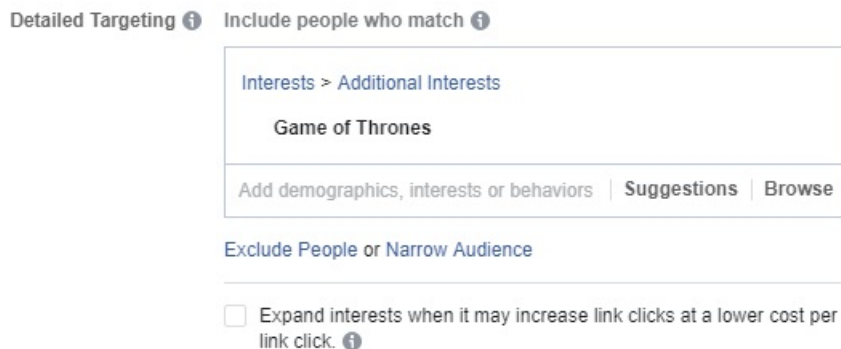 Detailed Targeting Include people who match
Interests > Additional Interests
Game of Thrones
Add demographics, interests or behaviors Suggestions Browse
Exclude People or Narrow Audience
Expand interests when it may increase link clicks at a lower cost per
link click.